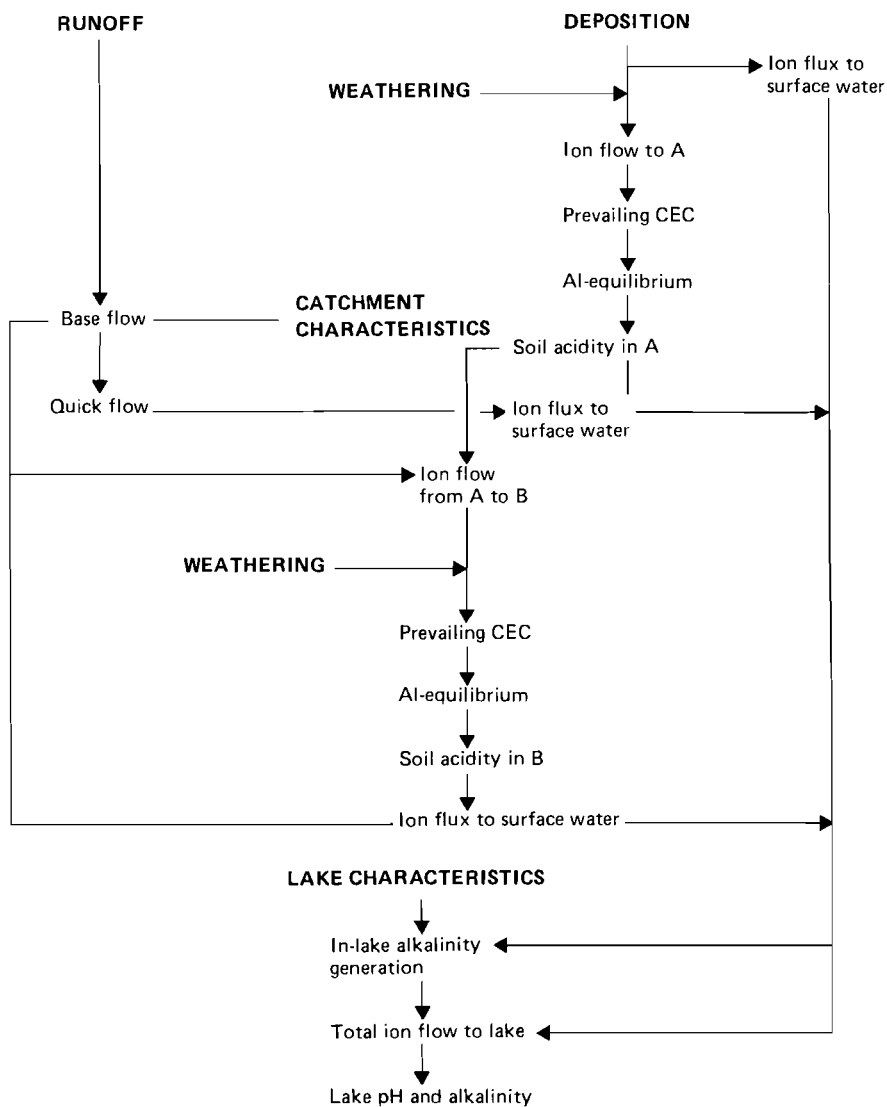 RUNOFF
DEPOSITION
Ion flux to
surface water
WEATHERING
Ion flow to A
Prevailing CEC
Al-equilibrium
CATCHMENT
CHARACTERISTICS
Base flow
Soil acidity in A
Quick flow
Ion flux to
surface water
Ion flow
from A to B
WEATHERING
Prevailing CEC
Al-equilibrium
Soil acidity in B
Ion flux to surface water
LAKE CHARACTERISTICS
In-lake alkalinity
generation
Total ion flow to lake
Lake pH and alkalinity